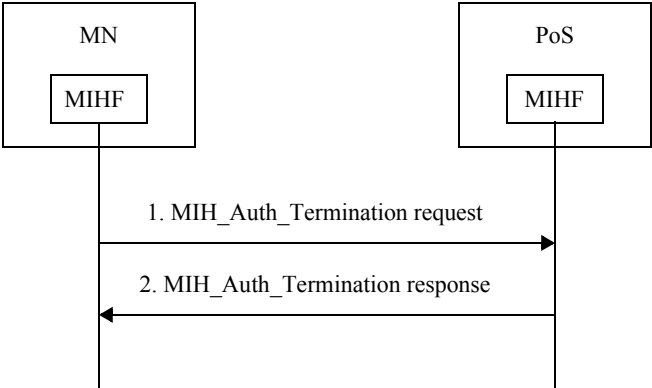 MN
PoS
MIHF
MIHF
1. MIH_Auth_Termination request
2. MIH_Auth_Termination response